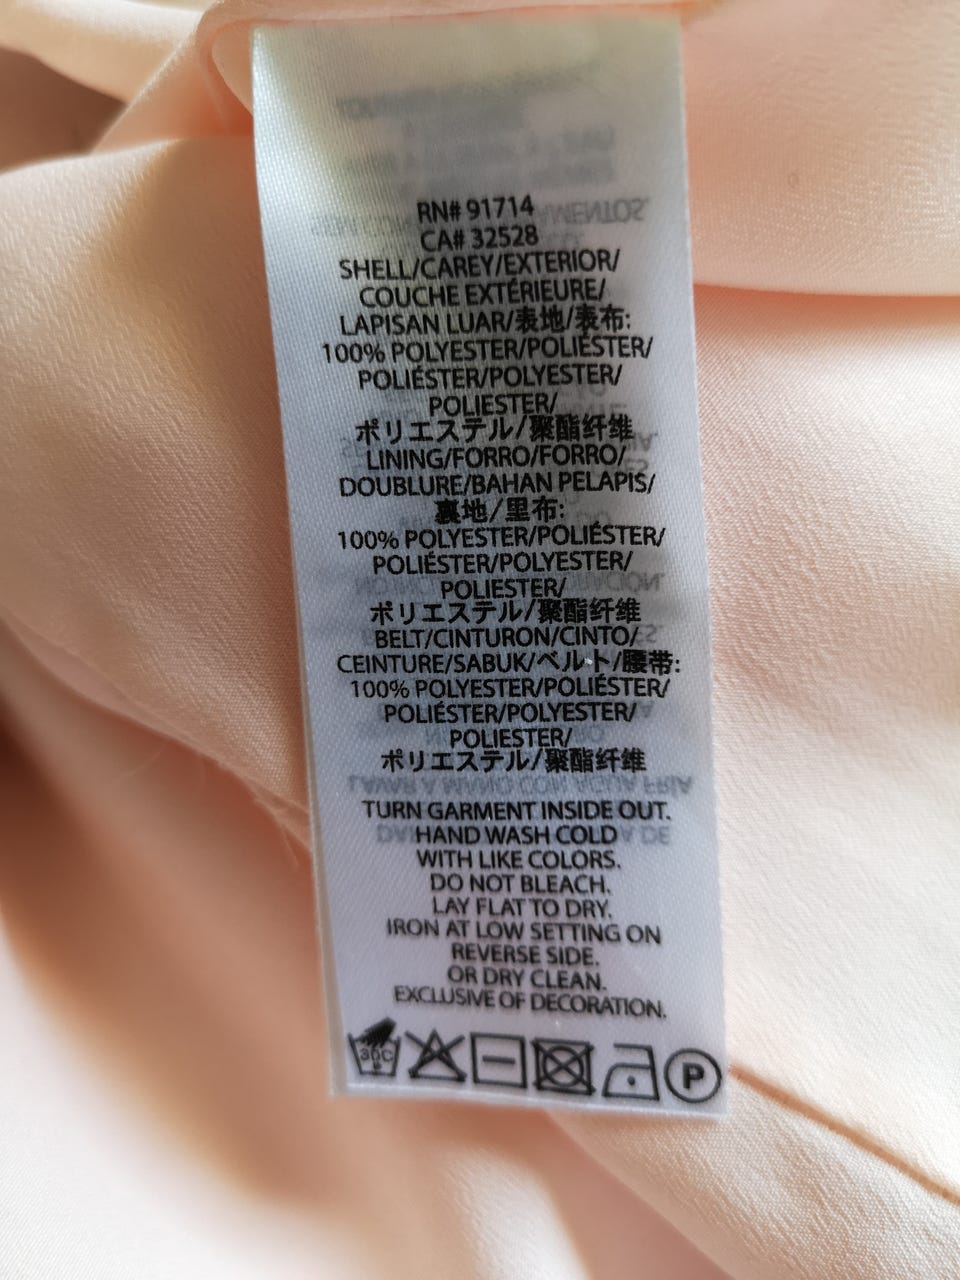 RN# 91714
CA# 32528
SHELL/CAREY/EXTERIOR/
COUCHE EXTÉRIEURE/
LAPISAN LUAR/表地/表布:
100% POLYESTER/POLIÉSTER/
POLIÉSTER/POLYESTER/
POLIESTER/
ポリエステル/聚酯纤维
LINING/FORRO/FORRO/
DOUBLURE/BAHAN PELAPIS/
裏地/里布:
100% POLYESTER/POLIÉSTER/
POLIÉSTER/POLYESTER/
POLIESTER/
ポリエステル/聚酯纤维
BELT/CINTURON/CINTO/
CEINTURE/SABUK/ベルト/腰带:
100% POLYESTER/POLIÉSTER/
POLIÉSTER/POLYESTER/
POLIESTER/
ポリエステル/聚酯纤维
TURN GARMENT INSIDE OUT.
HAND WASH COLD
WITH LIKE COLORS.
DO NOT BLEACH.
LAY FLAT TO DRY.
IRON AT LOW SETTING ON
REVERSE SIDE.
OR DRY CLEAN.
EXCLUSIVE OF DECORATION.
30C P